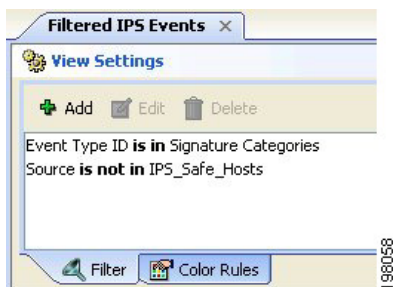 Filtered IPS Events
View Settings
Add Edit Delete
Event Type ID is in Signature Categories
Source is not in IPS_Safe_Hosts
Filter Color Rules
198058